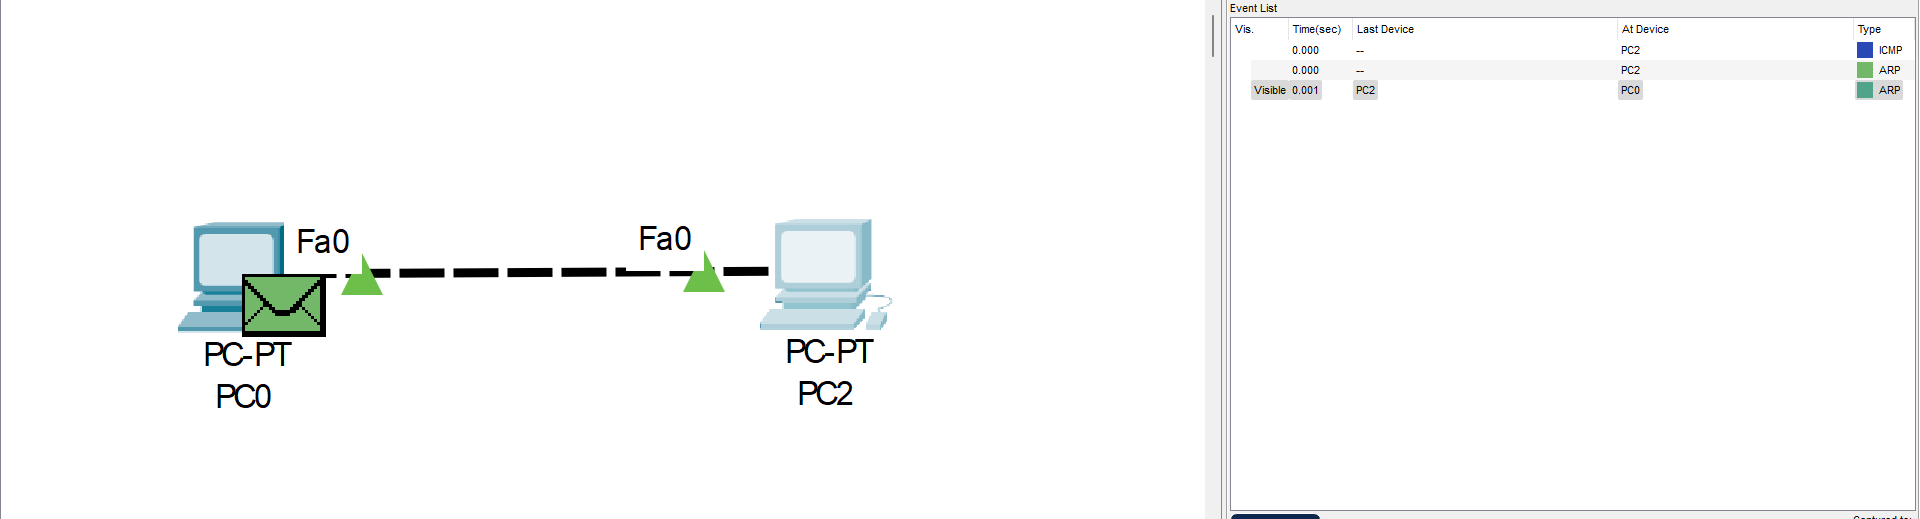 Event List
Vis. Time(sec) Last Device At Device Type
0.000 -- PC2 ICMP
0.000 -- PC2 ARP
Visible 0.001 PC2 PC0 ARP
Fa0 Fa0
PC-PT PC-PT
PC0 PC2